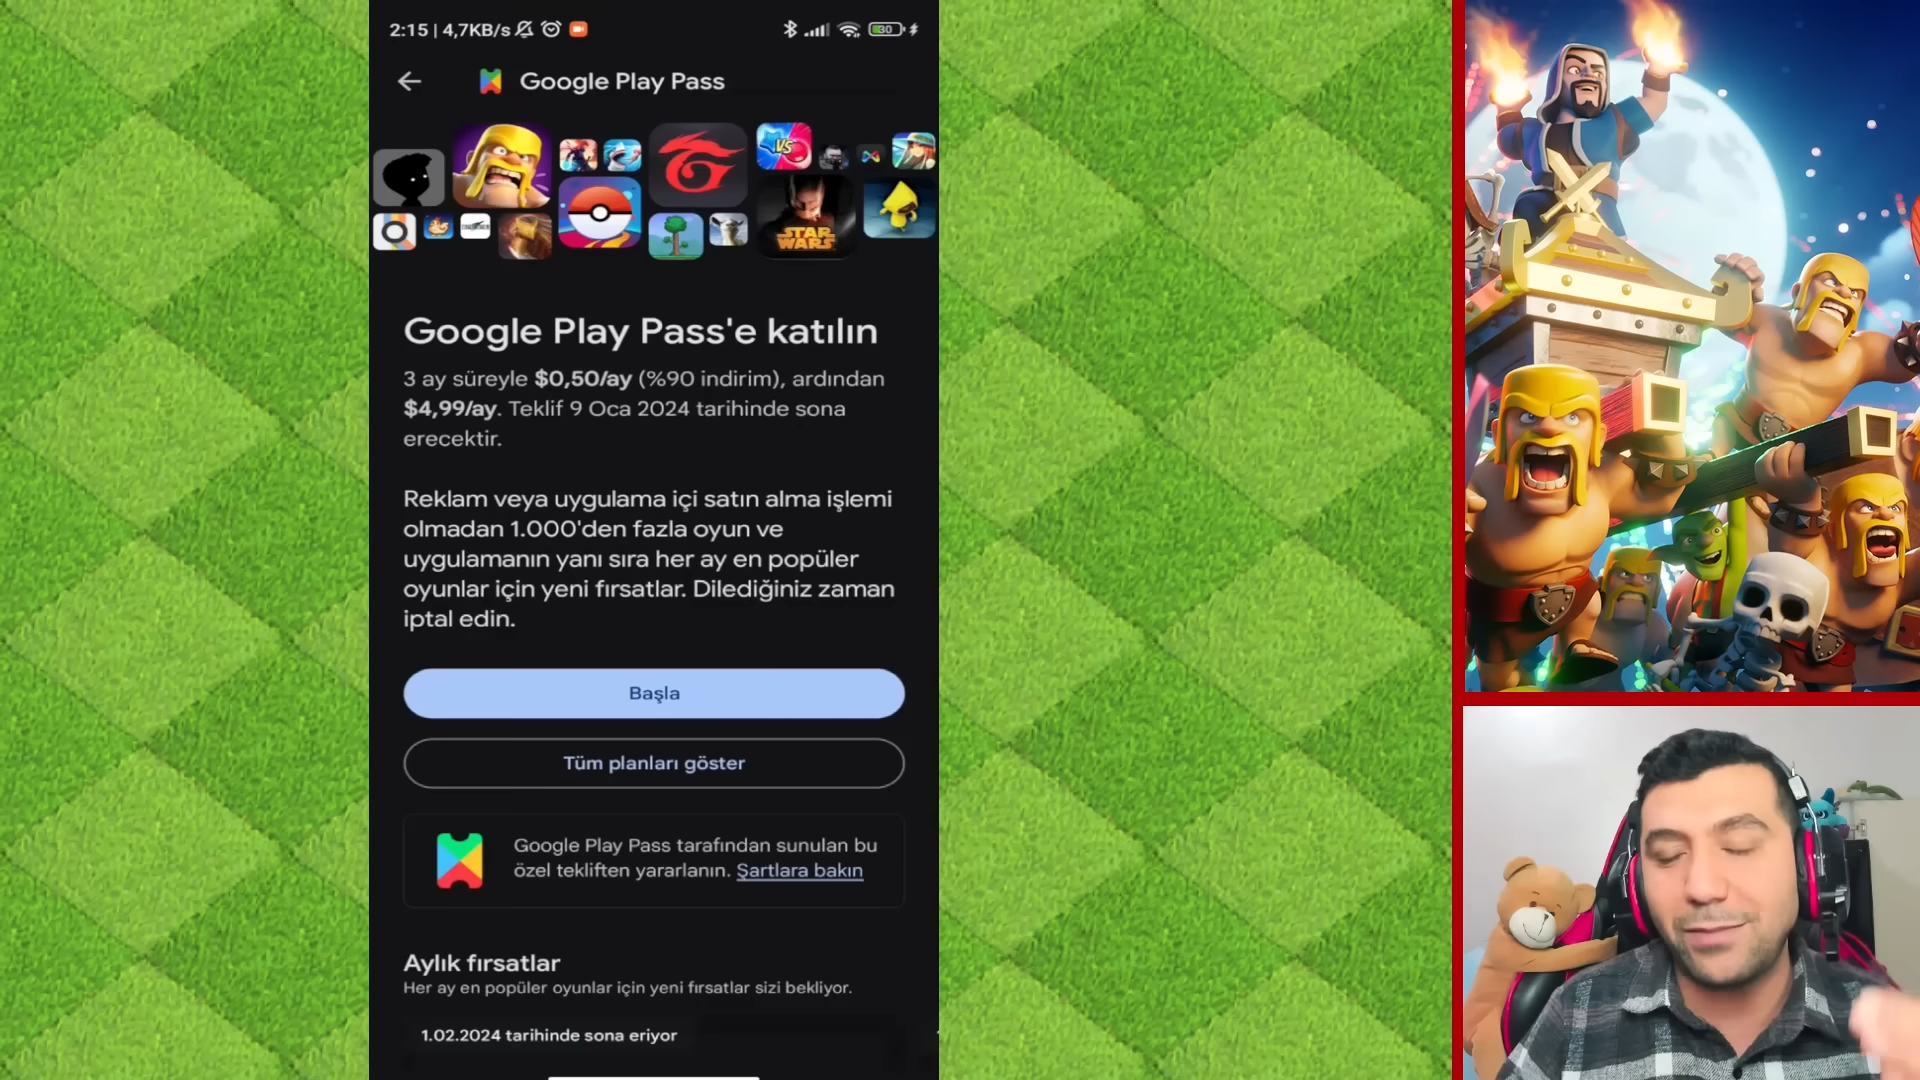 2:15 | 4,7KB/s
30
Google Play Pass
VS
STAR
WARS
Google Play Pass'e katılın
3 ay süreyle $0,50/ay (%90 indirim), ardından
$4,99/ay. Teklif 9 Oca 2024 tarihinde sona
erecektir.
Reklam veya uygulama içi satın alma işlemi
olmadan 1.000'den fazla oyun ve
uygulamanın yanı sıra her ay en popüler
oyunlar için yeni fırsatlar. Dilediğiniz zaman
iptal edin.
Başla
Tüm planları göster
Google Play Pass tarafından sunulan bu
özel tekliften yararlanın. Şartlara bakın
Aylık fırsatlar
Her ay en popüler oyunlar için yeni fırsatlar sizi bekliyor.
1.02.2024 tarihinde sona eriyor